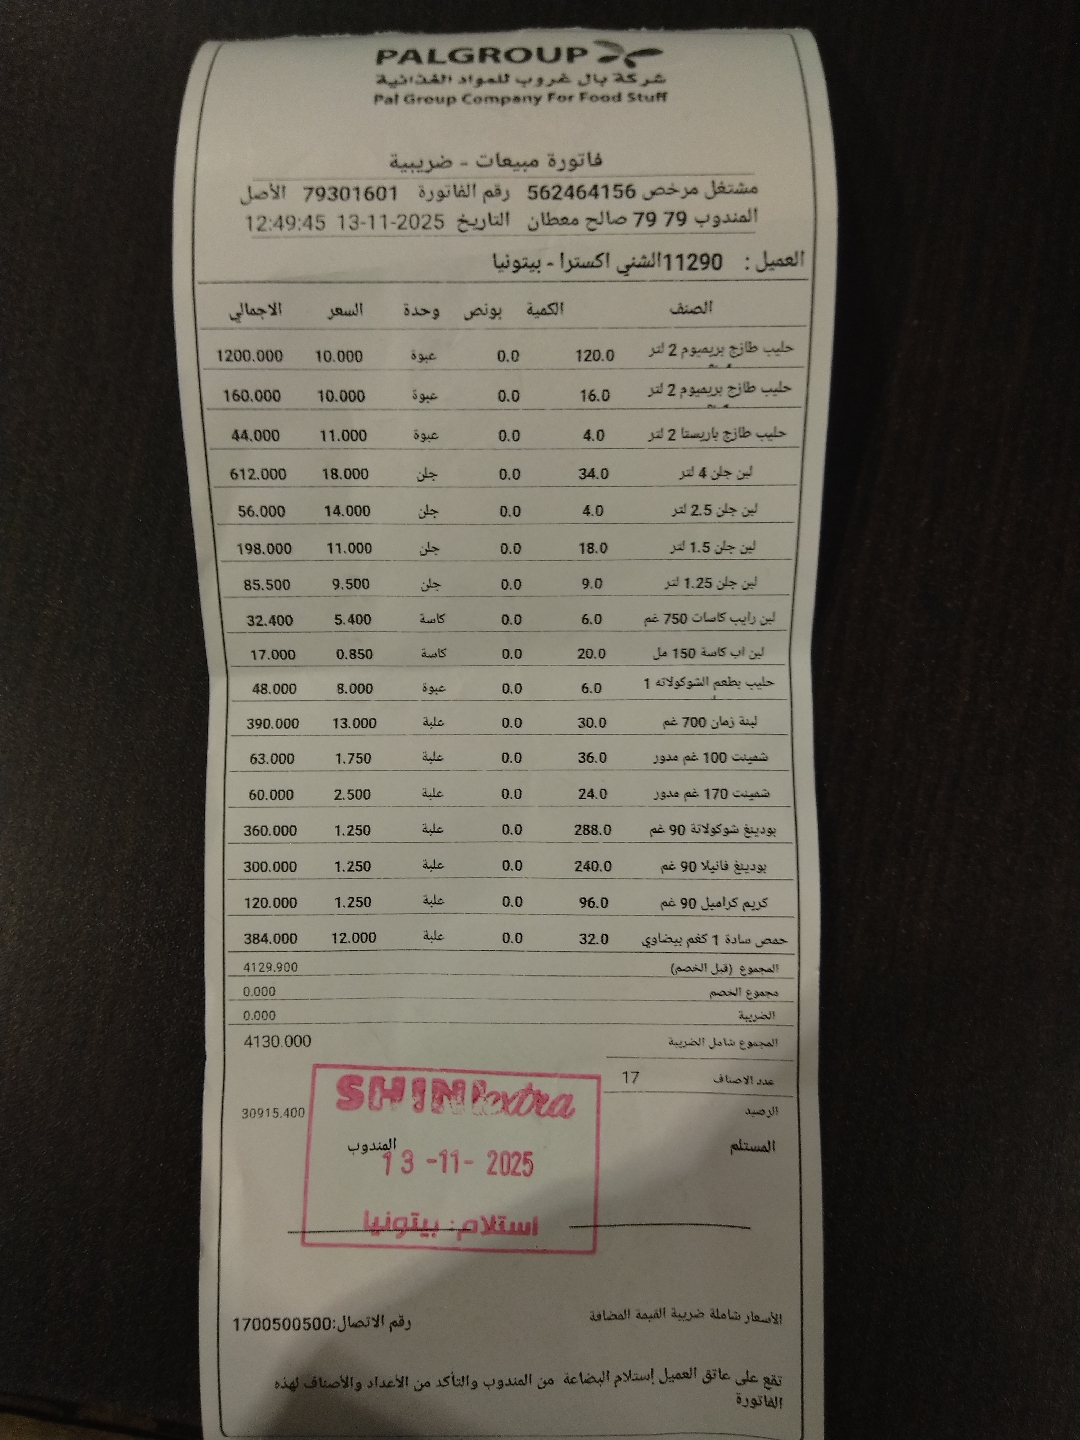 PALGROUP
شركة بال غروب للمواد الغذائية
Pal Group Company For Food Stuff
فاتورة مبيعات - ضريبية
مشتغل مرخص 562464156 رقم الفاتورة 79301601 الأصل
المندوب 79 79 صالح معطان التاريخ 2025-11-13 12:49:45
العميل : 11290الشني اكسترا - بيتونيا
الصنف الكمية بونص وحدة السعر الاجمالي
حليب طازج بريميوم 2 لتر 120.0 0.0 عبوة 10.000 1200.000
حليب طازج بريميوم 2 لتر 16.0 0.0 عبوة 10.000 160.000
حليب طازج باريستا 2 لتر 4.0 0.0 عبوة 11.000 44.000
لبن جلن 4 لتر 34.0 0.0 جلن 18.000 612.000
لبن جلن 2.5 لتر 4.0 0.0 جلن 14.000 56.000
لبن جلن 1.5 لتر 18.0 0.0 جلن 11.000 198.000
لبن جلن 1.25 لتر 9.0 0.0 جلن 9.500 85.500
لبن رايب كاسات 750 غم 6.0 0.0 كاسة 5.400 32.400
لبن اب كاسة 150 مل 20.0 0.0 كاسة 0.850 17.000
حليب بطعم الشوكولاته 1 6.0 0.0 عبوة 8.000 48.000
لبنة زمان 700 غم 30.0 0.0 علبة 13.000 390.000
شمينت 100 غم مدور 36.0 0.0 علبة 1.750 63.000
شمينت 170 غم مدور 24.0 0.0 علبة 2.500 60.000
بودينغ شوكولاتة 90 غم 288.0 0.0 علبة 1.250 360.000
بودينغ فانيلا 90 غم 240.0 0.0 علبة 1.250 300.000
كريم كراميل 90 غم 96.0 0.0 علبة 1.250 120.000
حمص سادة 1 كغم بيضاوي 32.0 0.0 علبة 12.000 384.000
المجموع (قبل الخصم) 4129.900
مجموع الخصم 0.000
الضريبة 0.000
المجموع شامل الضريبة 4130.000
عدد الاصناف 17
الرصيد 30915.400
المستلم المندوب
SHINI extra
13 -11- 2025
استلام: بيتونيا
الأسعار شاملة ضريبة القيمة المضافة
رقم الاتصال:1700500500
تقع على عاتق العميل إستلام البضاعة من المندوب والتأكد من الأعداد والأصناف لهذه
الفاتورة